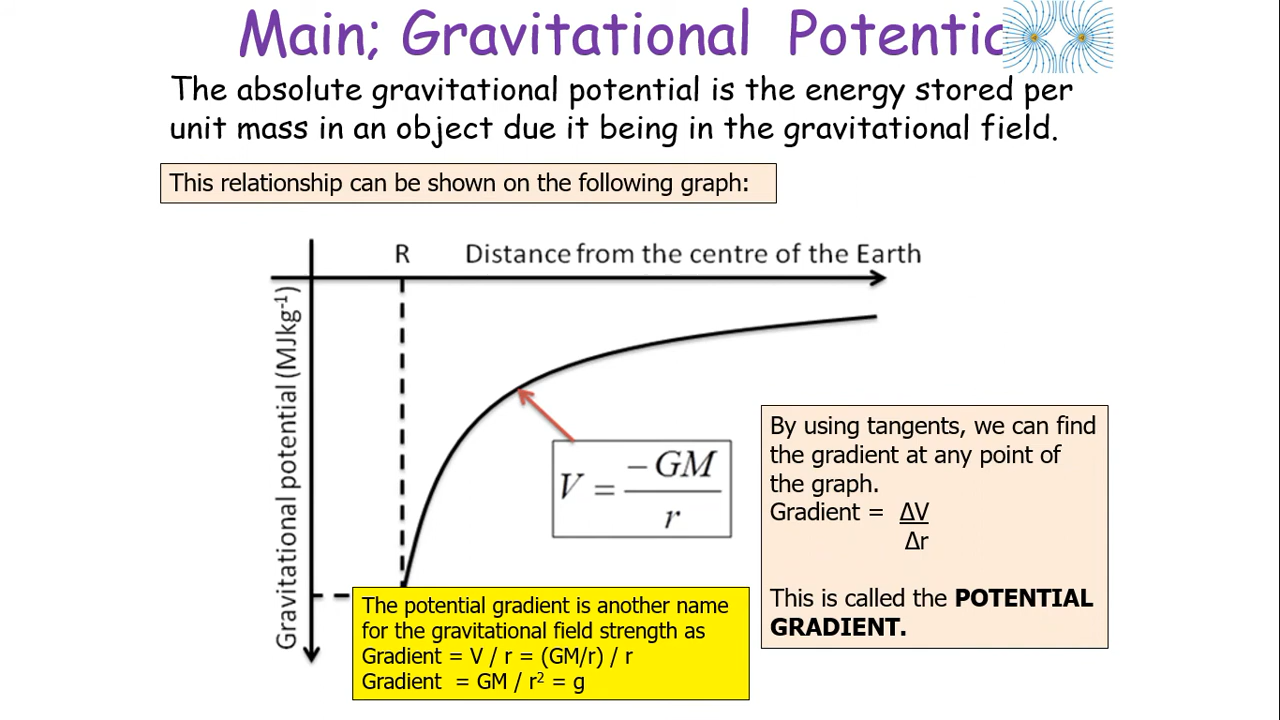 Main; Gravitational Potentia
The absolute gravitational potential is the energy stored per
unit mass in an object due it being in the gravitational field.
This relationship can be shown on the following graph:
R
Distance from the centre of the Earth
Gravitational potential (MJkg⁻¹)
V = −GM / r
By using tangents, we can find
the gradient at any point of
the graph.
Gradient = ΔV
Δr
This is called the POTENTIAL
GRADIENT.
The potential gradient is another name
for the gravitational field strength as
Gradient = V / r = (GM/r) / r
Gradient = GM / r² = g